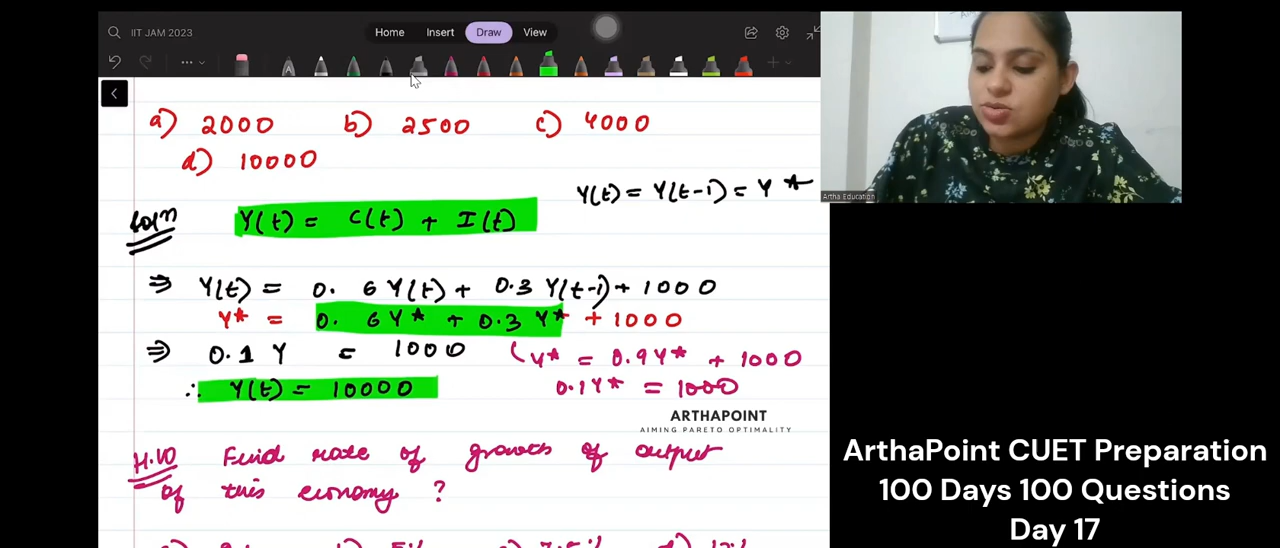 IIT JAM 2023
Home Insert Draw View
a) 2000 b) 2500 c) 4000
d) 10000
Y(t) = Y(t-1) = Y*
Soln
Y(t) = C(t) + I(t)
⇒ Y(t) = 0.6Y(t) + 0.3Y(t-1) + 1000
Y* = 0.6Y* + 0.3Y* + 1000
⇒ 0.1Y = 1000
(Y* = 0.9Y* + 1000
0.1Y* = 1000
∴ Y(t) = 10000
ARTHAPOINT
AIMING PARETO OPTIMALITY
H.W Find rate of growth of output
of this economy ?
Artha Education
ArthaPoint CUET Preparation
100 Days 100 Questions
Day 17